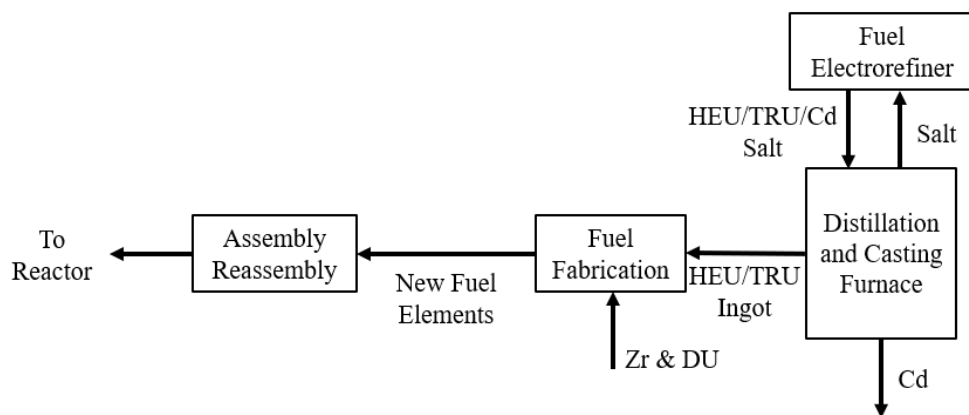 Fuel
Electrorefiner
HEU/TRU/Cd
Salt
Salt
To
Reactor
Assembly
Reassembly
New Fuel
Elements
Fuel
Fabrication
HEU/TRU
Ingot
Distillation
and Casting
Furnace
Zr & DU
Cd